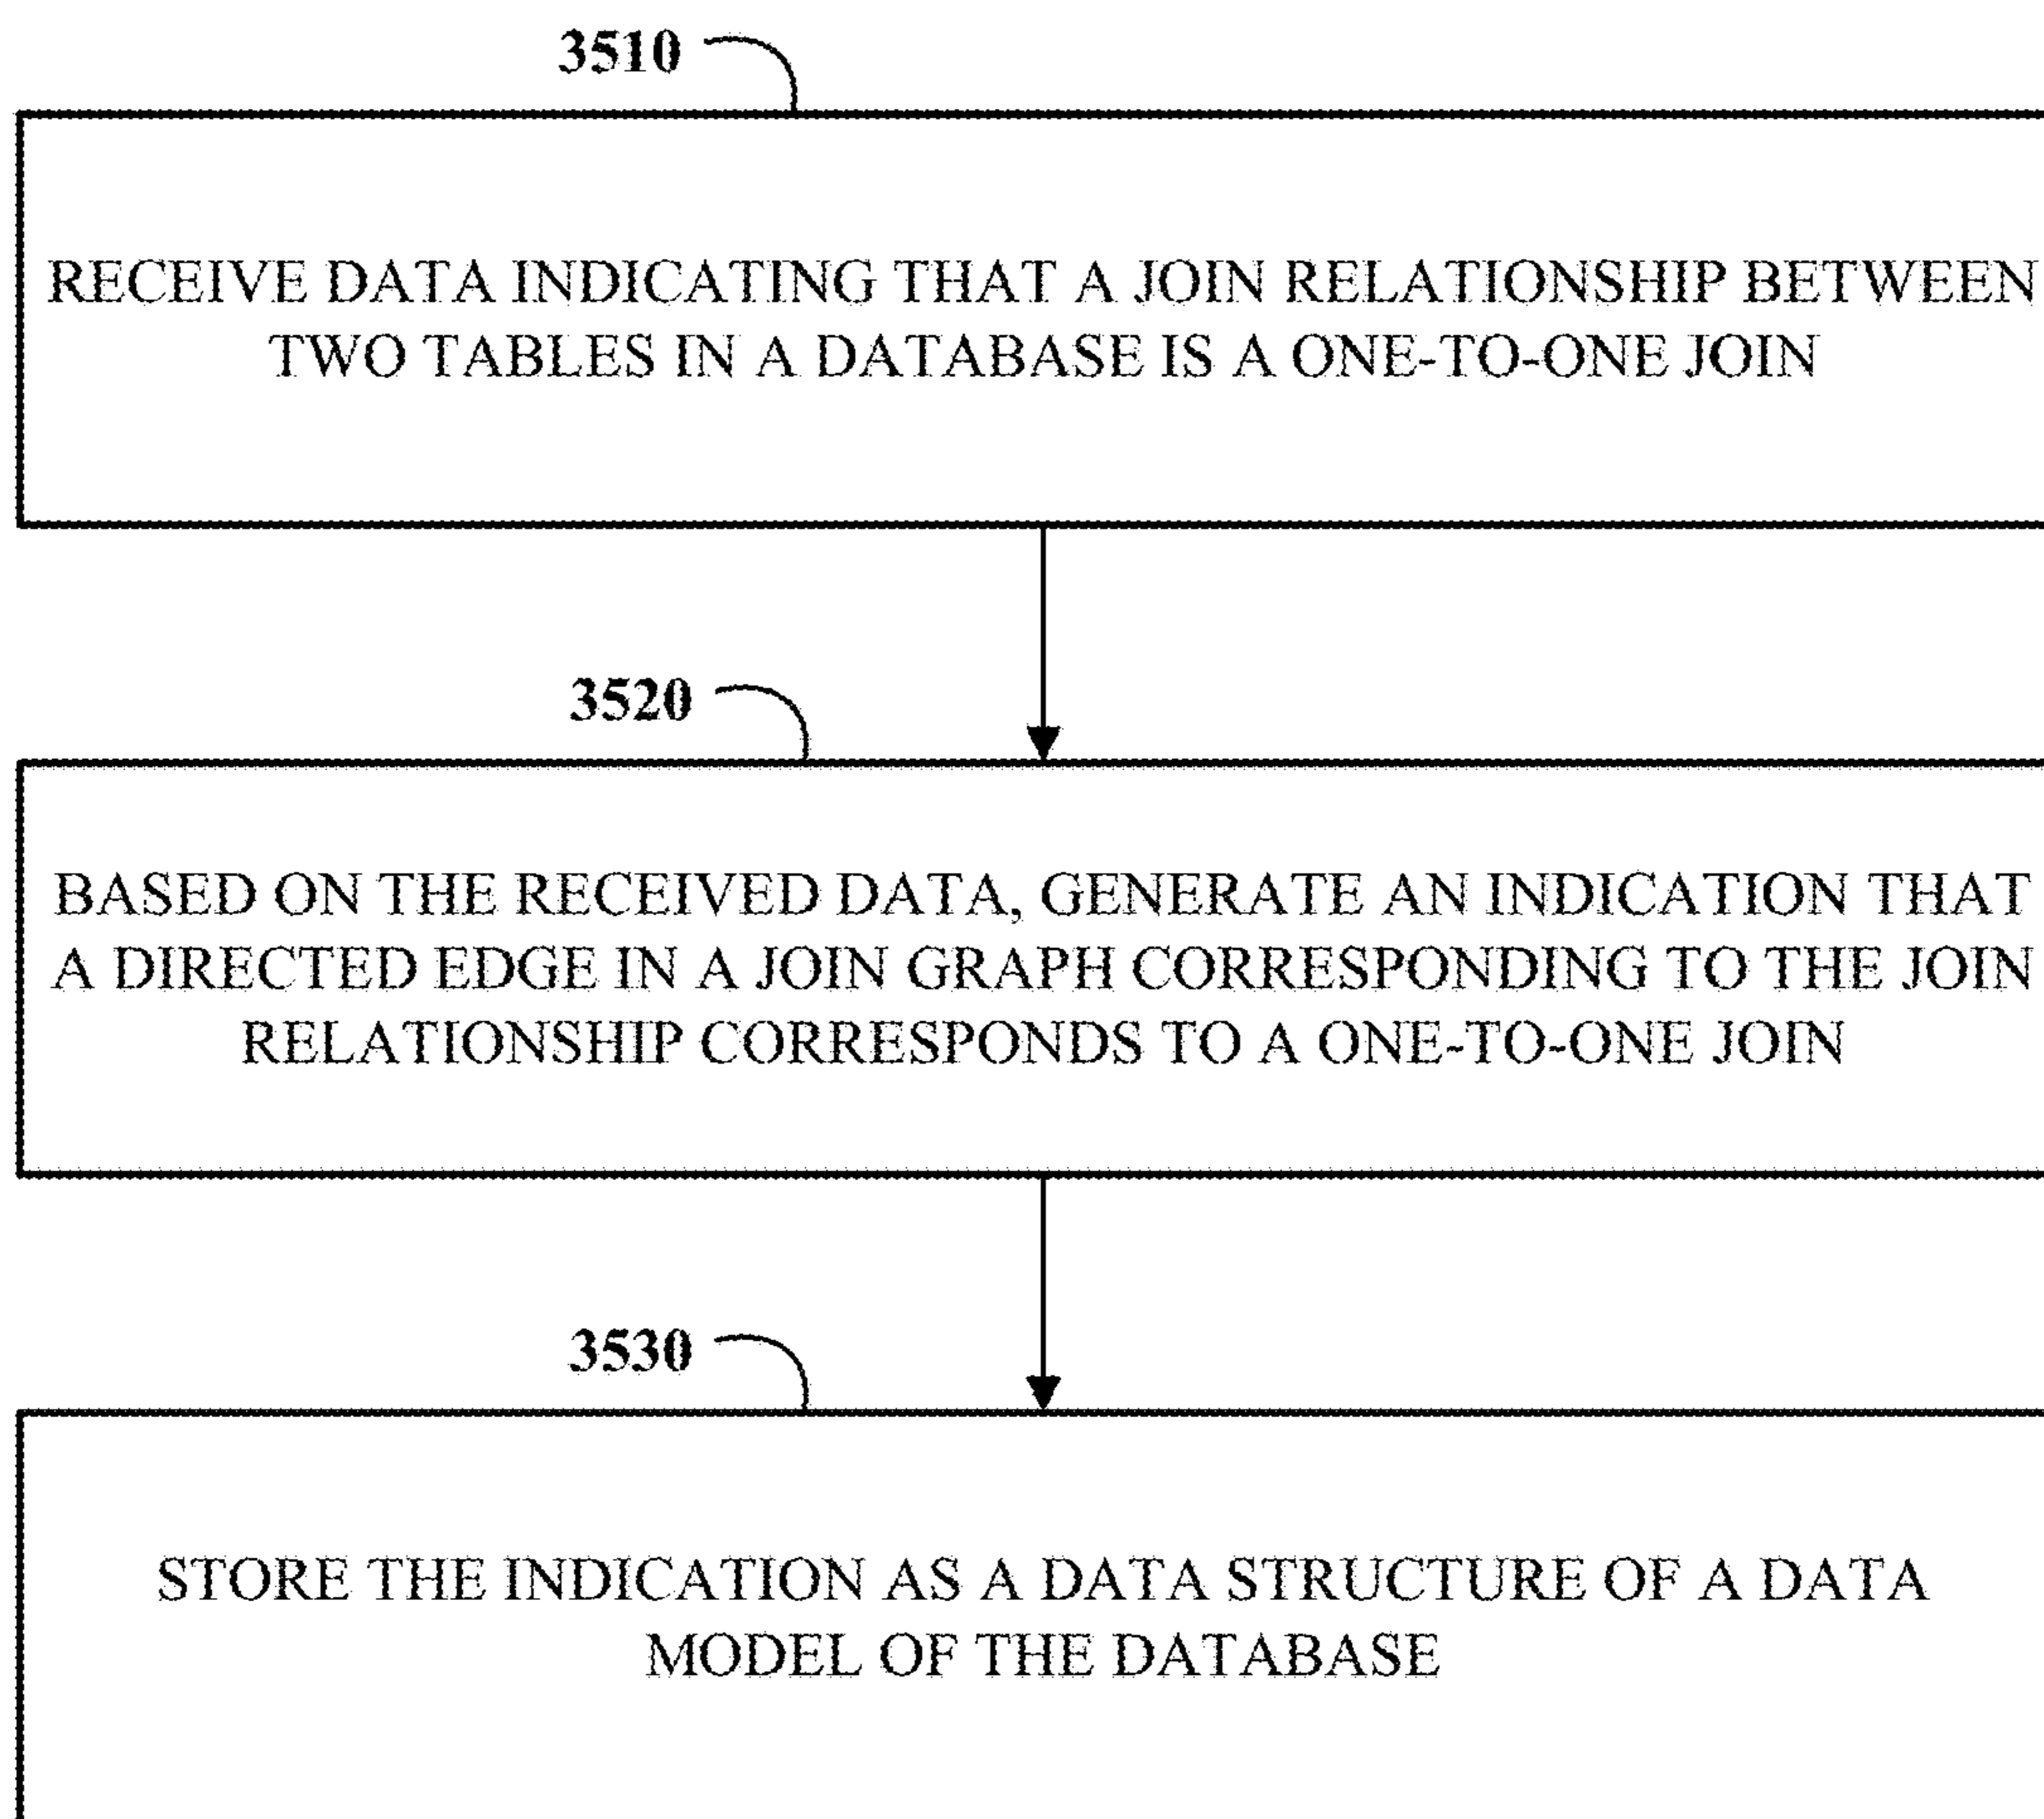 3510
RECEIVE DATA INDICATING THAT A JOIN RELATIONSHIP BETWEEN
TWO TABLES IN A DATABASE IS A ONE-TO-ONE JOIN
3520
BASED ON THE RECEIVED DATA, GENERATE AN INDICATION THAT
A DIRECTED EDGE IN A JOIN GRAPH CORRESPONDING TO THE JOIN
RELATIONSHIP CORRESPONDS TO A ONE-TO-ONE JOIN
3530
STORE THE INDICATION AS A DATA STRUCTURE OF A DATA
MODEL OF THE DATABASE